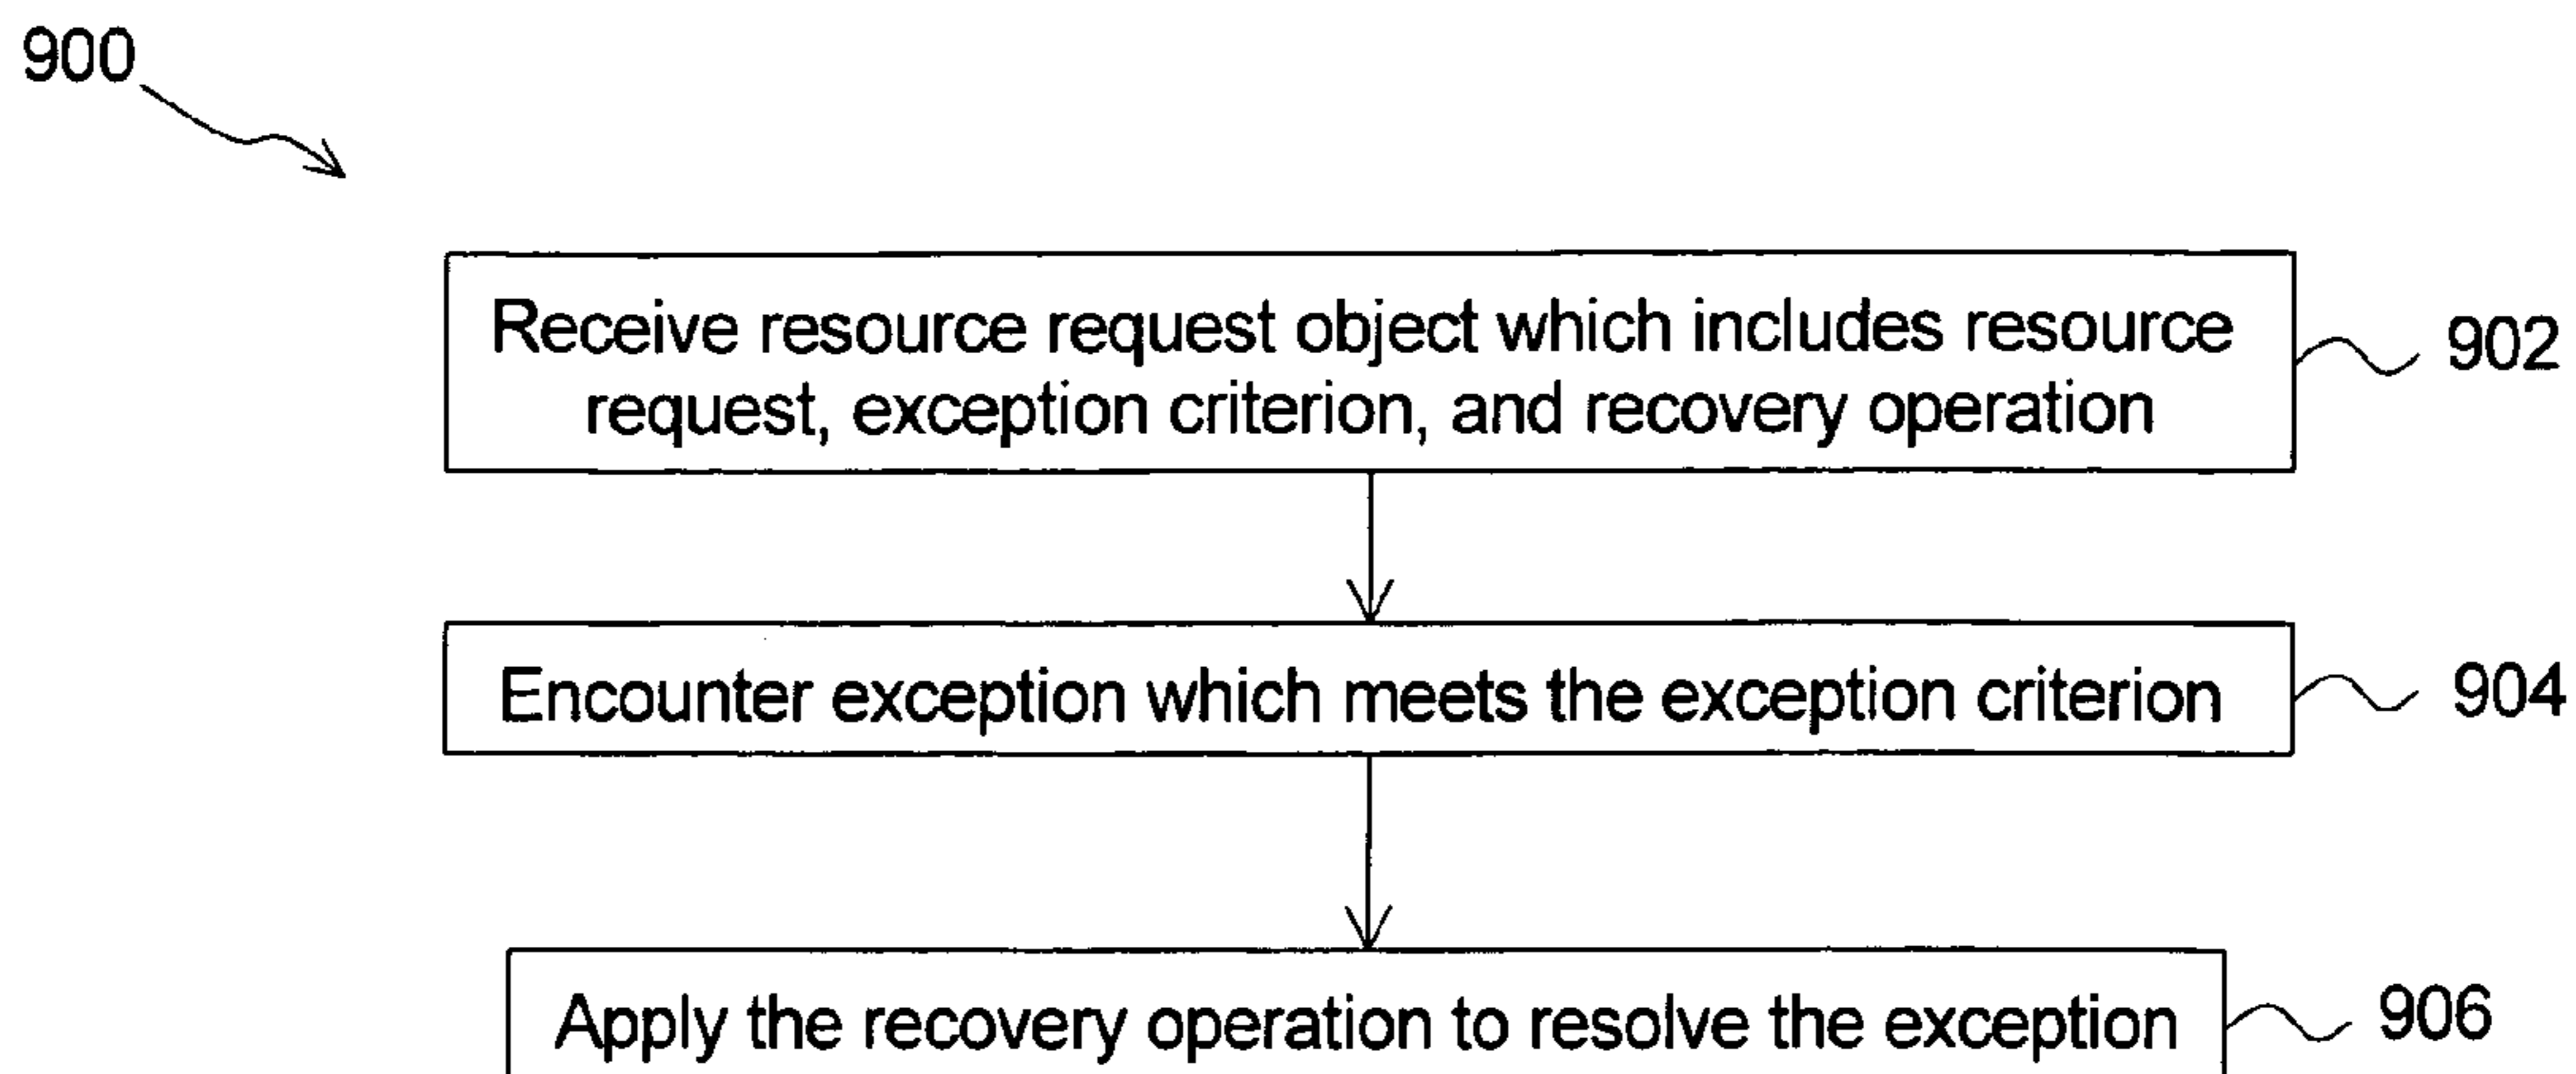 900
Receive resource request object which includes resource
request, exception criterion, and recovery operation
902
Encounter exception which meets the exception criterion
904
Apply the recovery operation to resolve the exception
906